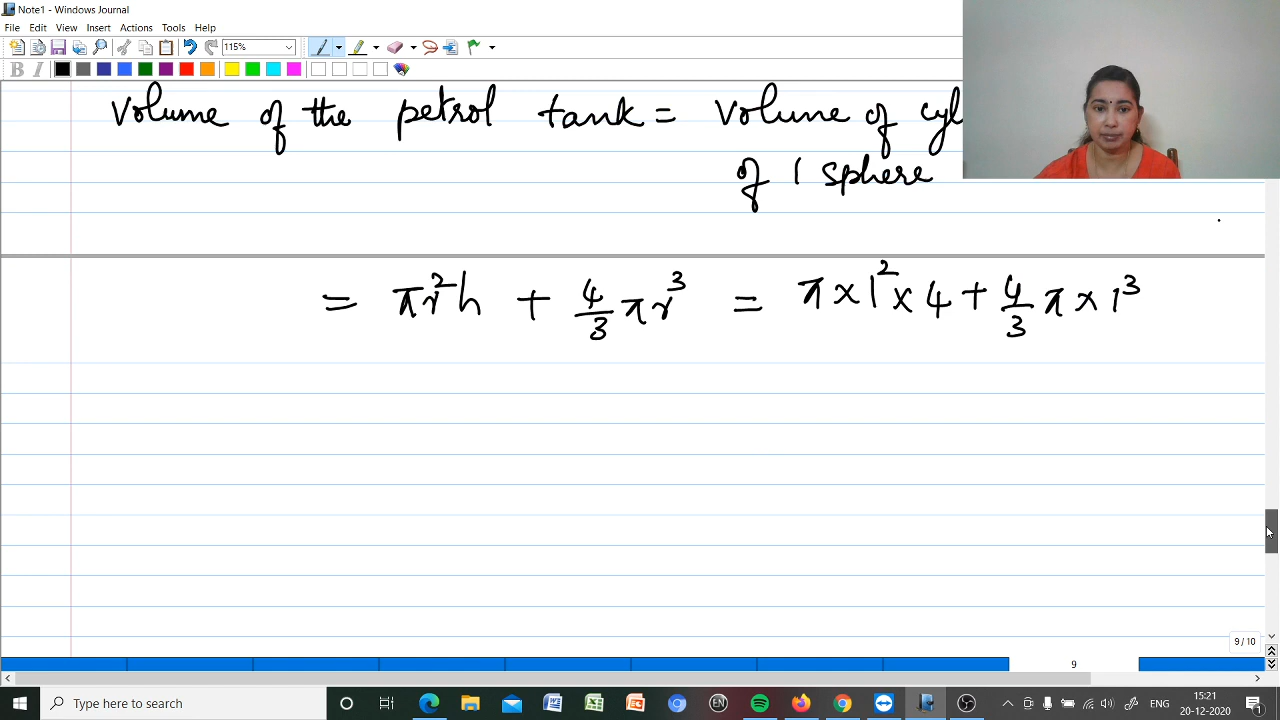 Note1 - Windows Journal
File Edit View Insert Actions Tools Help
115%
B I
Volume of the petrol tank = Volume of cyl
of 1 sphere
= πr²h + 4/3 πr³ = π×1²×4 + 4/3 π×1³
9 / 10
9
Type here to search
EN
ENG
15:21
20-12-2020